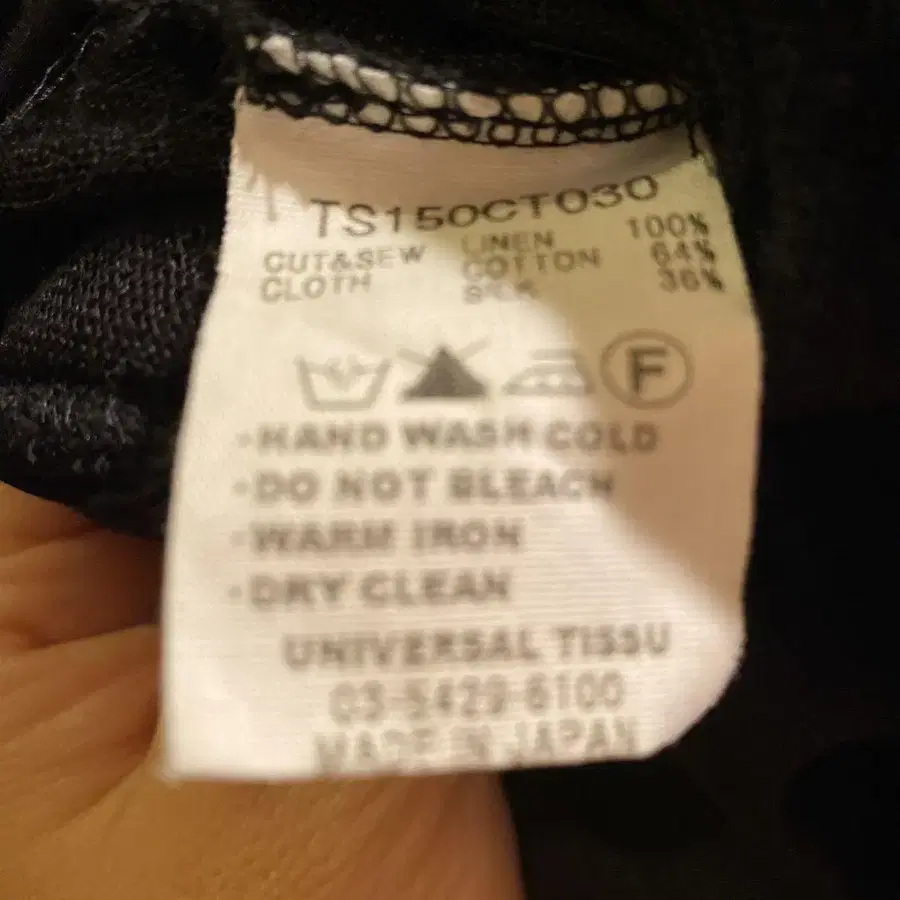 TS150CT030
CUT&SEW LINEN 100%
CLOTH COTTON 64%
SILK 36%
F
·HAND WASH COLD
·DO NOT BLEACH
·WARM IRON
·DRY CLEAN
UNIVERSAL TISSU
03-5429-6100
MADE IN JAPAN